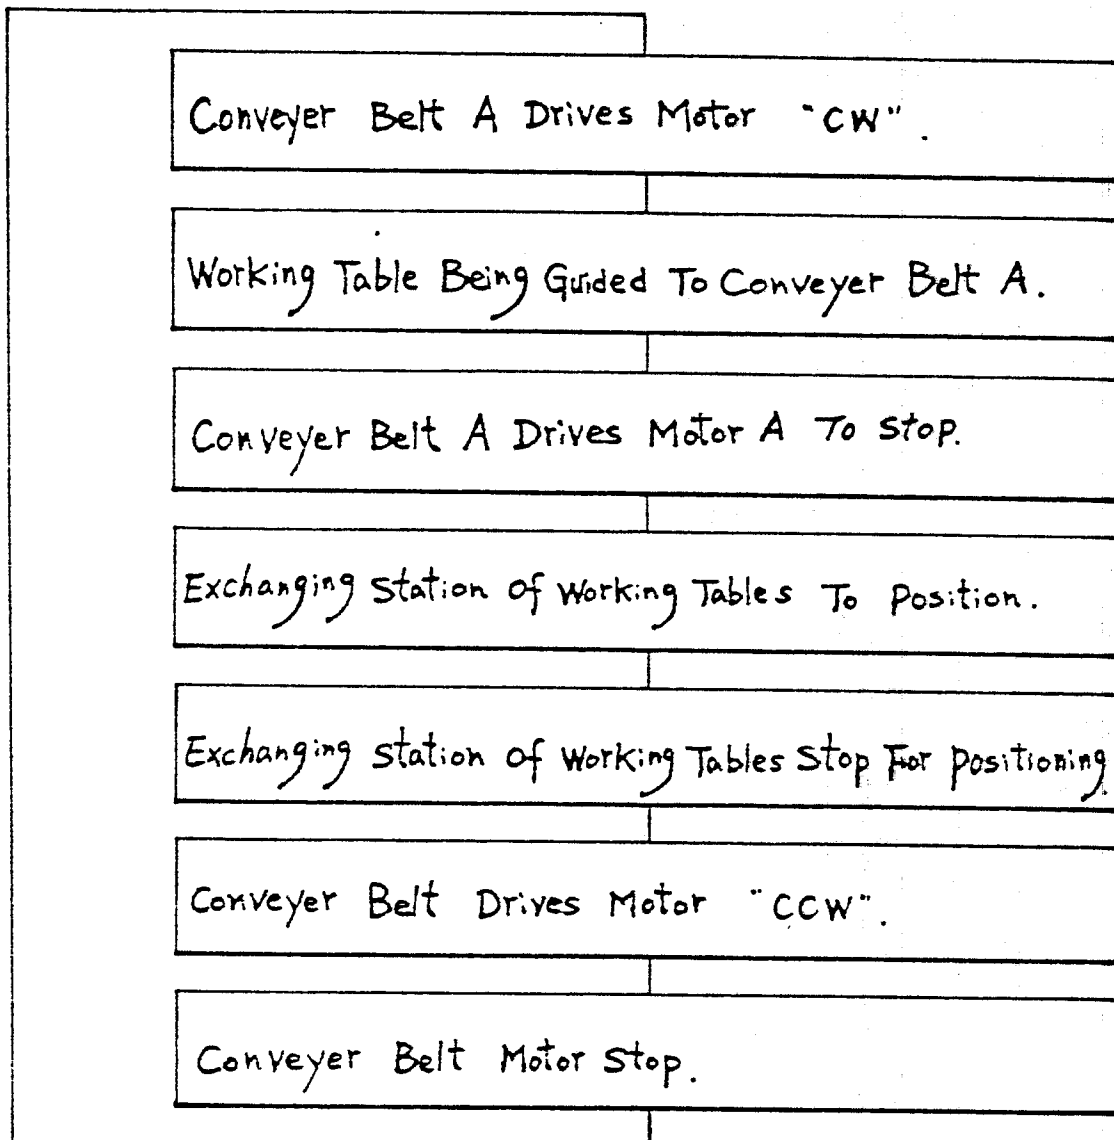 Conveyer Belt A Drives Motor "CW".
Working Table Being Guided To Conveyer Belt A.
Conveyer Belt A Drives Motor A To Stop.
Exchanging Station Of Working Tables To Position.
Exchanging Station Of Working Tables Stop For Positioning.
Conveyer Belt Drives Motor "CCW".
Conveyer Belt Motor Stop.